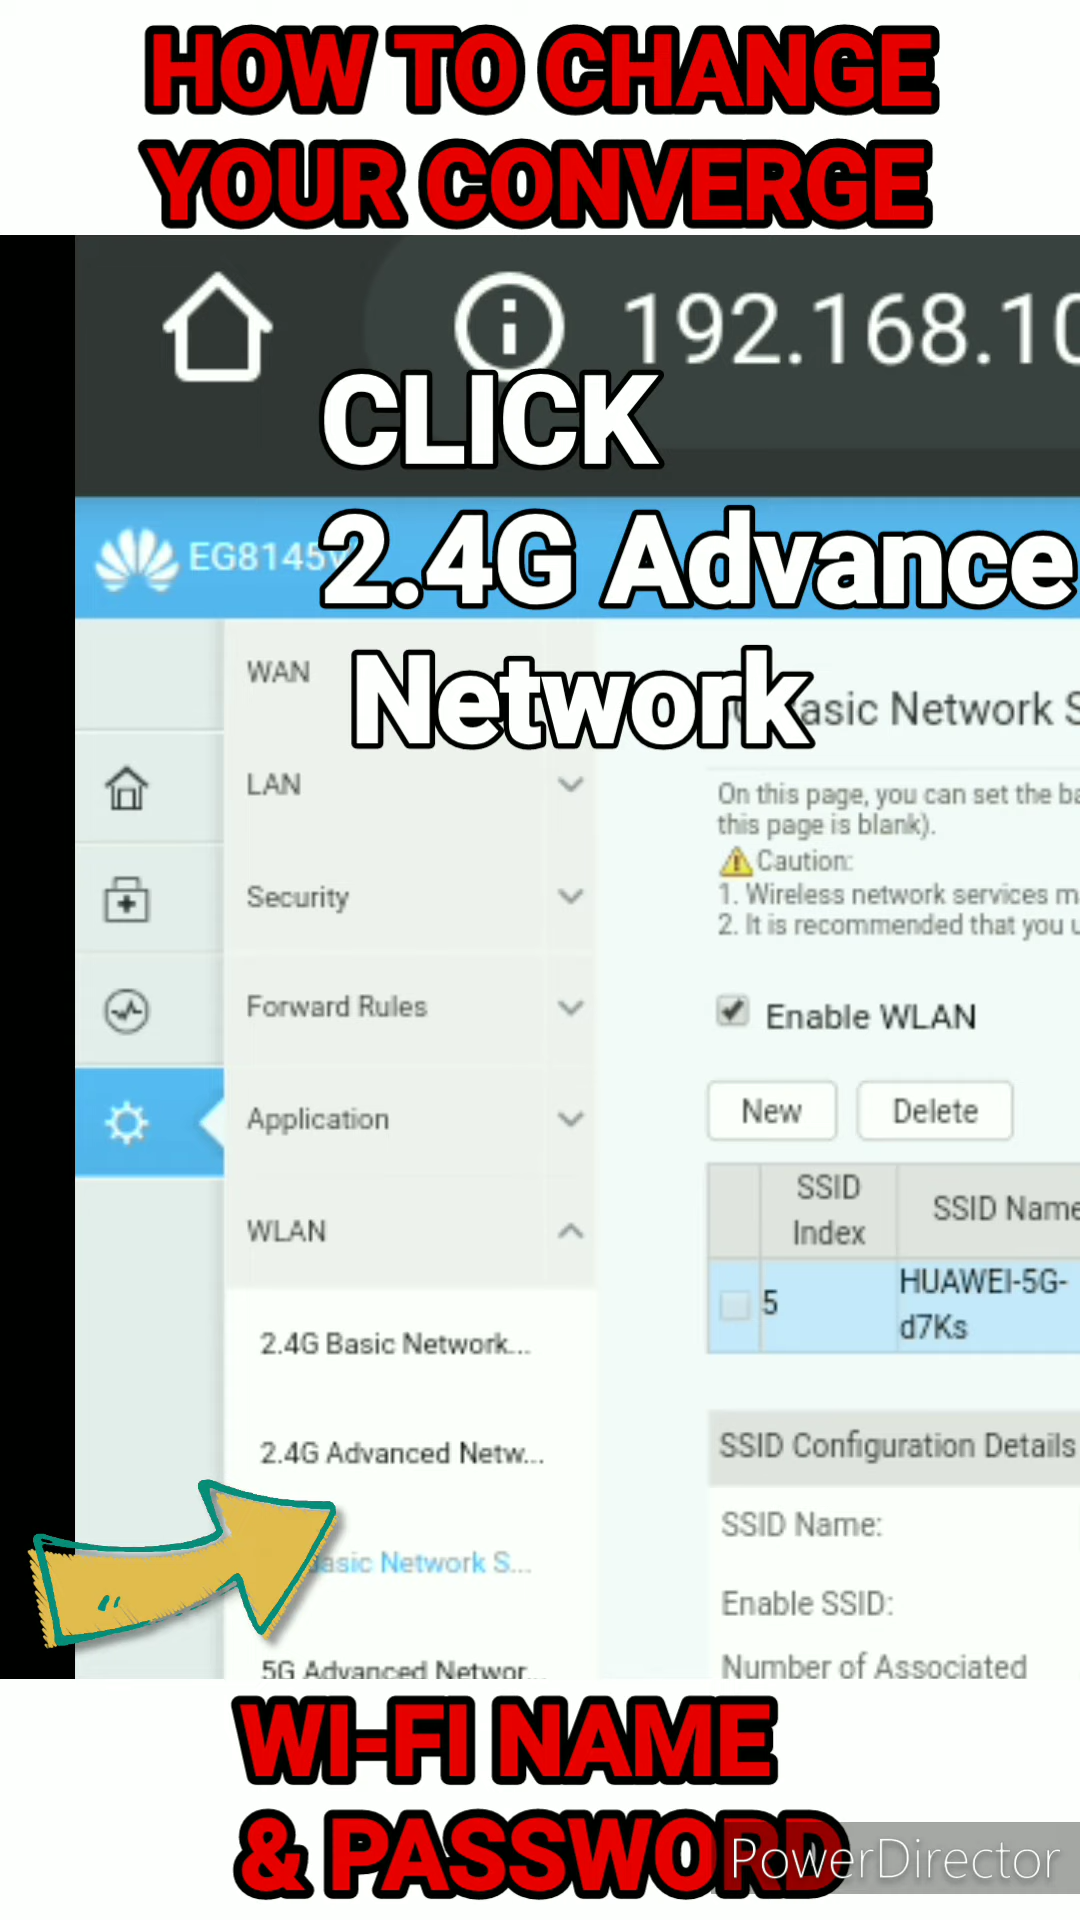 HOW TO CHANGE
YOUR CONVERGE
192.168.10
CLICK
EG8145V
2.4G Advance
WAN
Network
asic Network S
LAN
On this page, you can set the ba
this page is blank).
Caution:
Security
1. Wireless network services m
2. It is recommended that you u
Forward Rules
Enable WLAN
Application
New
Delete
SSID
Index
SSID Name
WLAN
5
HUAWEI-5G-
d7Ks
2.4G Basic Network...
2.4G Advanced Netw...
SSID Configuration Details
SSID Name:
asic Network S...
Enable SSID:
5G Advanced Networ...
Number of Associated
WI-FI NAME
& PASSWORD
PowerDirector